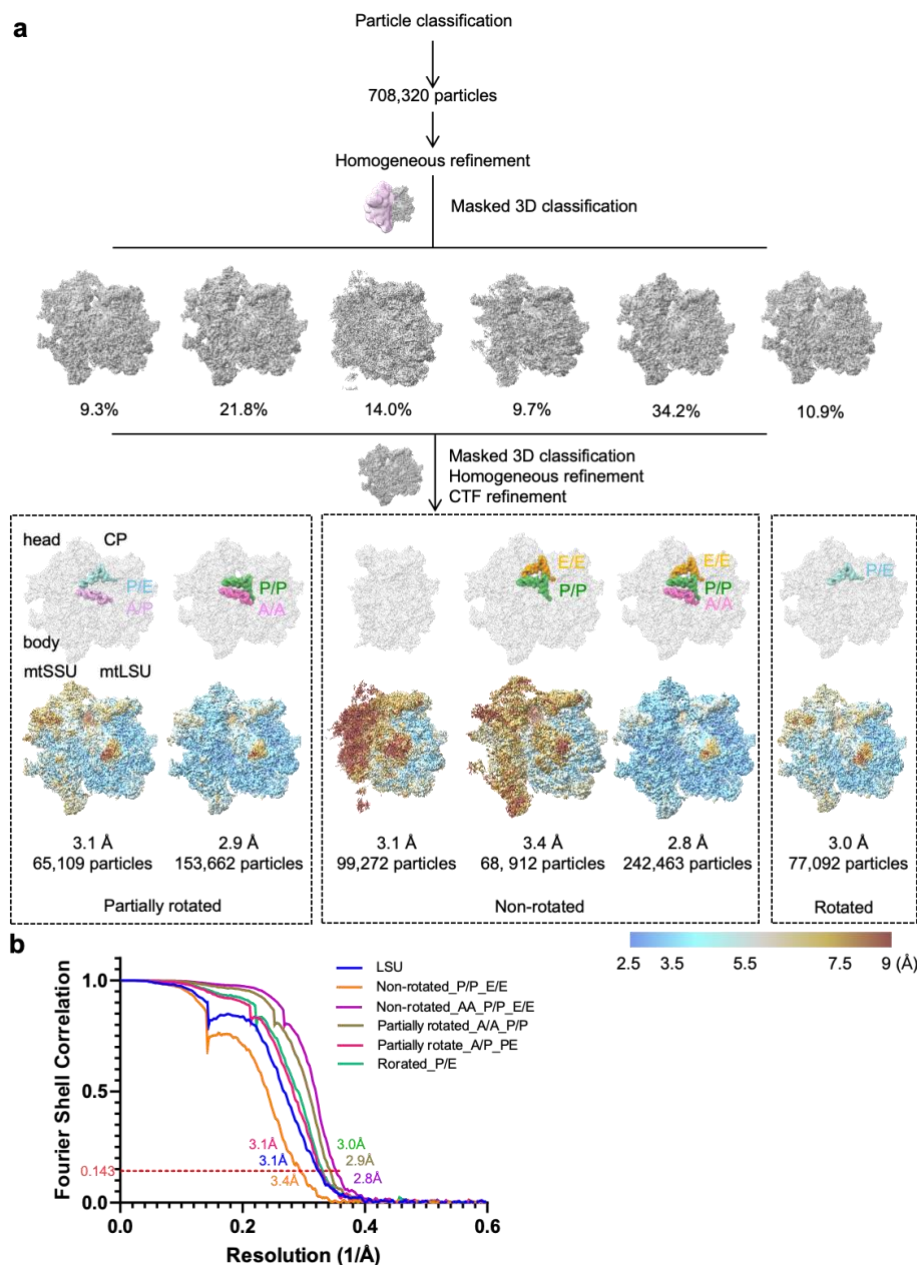 a
Particle classification
708,320 particles
Homogeneous refinement
Masked 3D classification
9.3% 21.8% 14.0% 9.7% 34.2% 10.9%
Masked 3D classification
Homogeneous refinement
CTF refinement
head CP
P/E
A/P
body
mtSSU mtLSU
P/P
A/A
E/E
P/P
E/E
P/P
A/A
P/E
3.1 Å 2.9 Å 3.1 Å 3.4 Å 2.8 Å 3.0 Å
65,109 particles 153,662 particles 99,272 particles 68, 912 particles 242,463 particles 77,092 particles
Partially rotated Non-rotated Rotated
2.5 3.5 5.5 7.5 9 (Å)
b
LSU
Non-rotated_P/P_E/E
Non-rotated_AA_P/P_E/E
Partially rotated_A/A_P/P
Partially rotate_A/P_PE
Rorated_P/E
Fourier Shell Correlation
1.0
0.5
0.143
0.0
3.1Å 3.0Å
3.1Å 2.9Å
3.4Å 2.8Å
0.0 0.2 0.4 0.6
Resolution (1/Å)